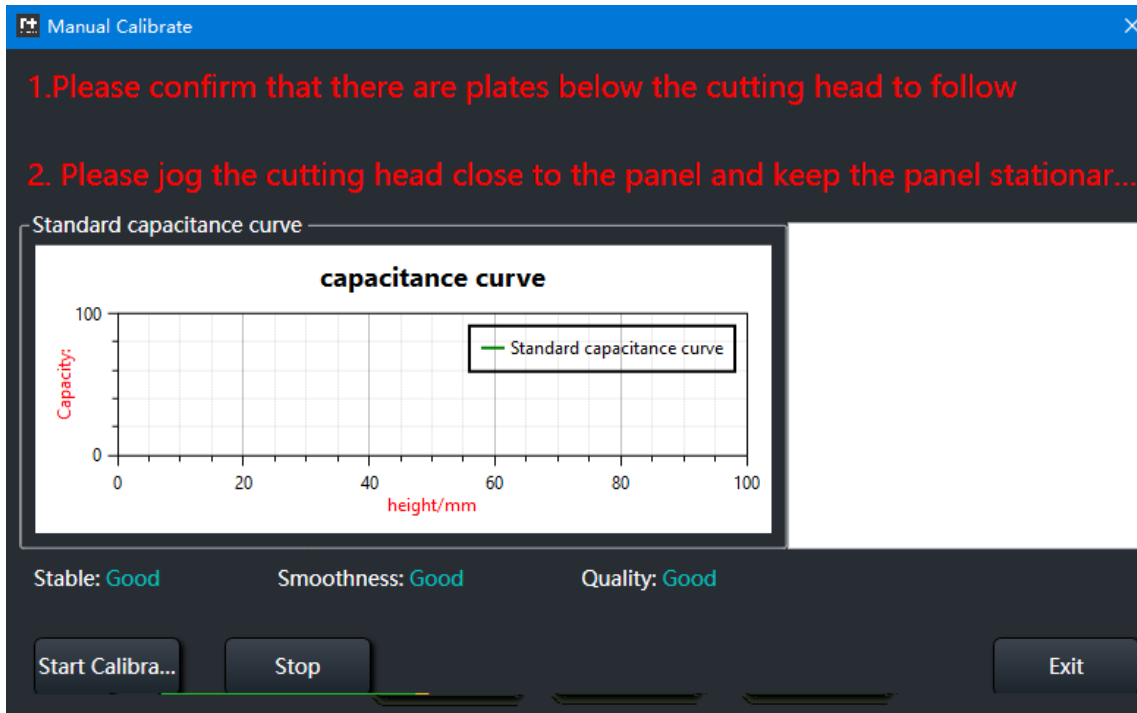 Manual Calibrate
1.Please confirm that there are plates below the cutting head to follow
2. Please jog the cutting head close to the panel and keep the panel stationar...
Standard capacitance curve
capacitance curve
100
Standard capacitance curve
Capacity:
0
0 20 40 60 80 100
height/mm
Stable: Good Smoothness: Good Quality: Good
Start Calibra... Stop Exit